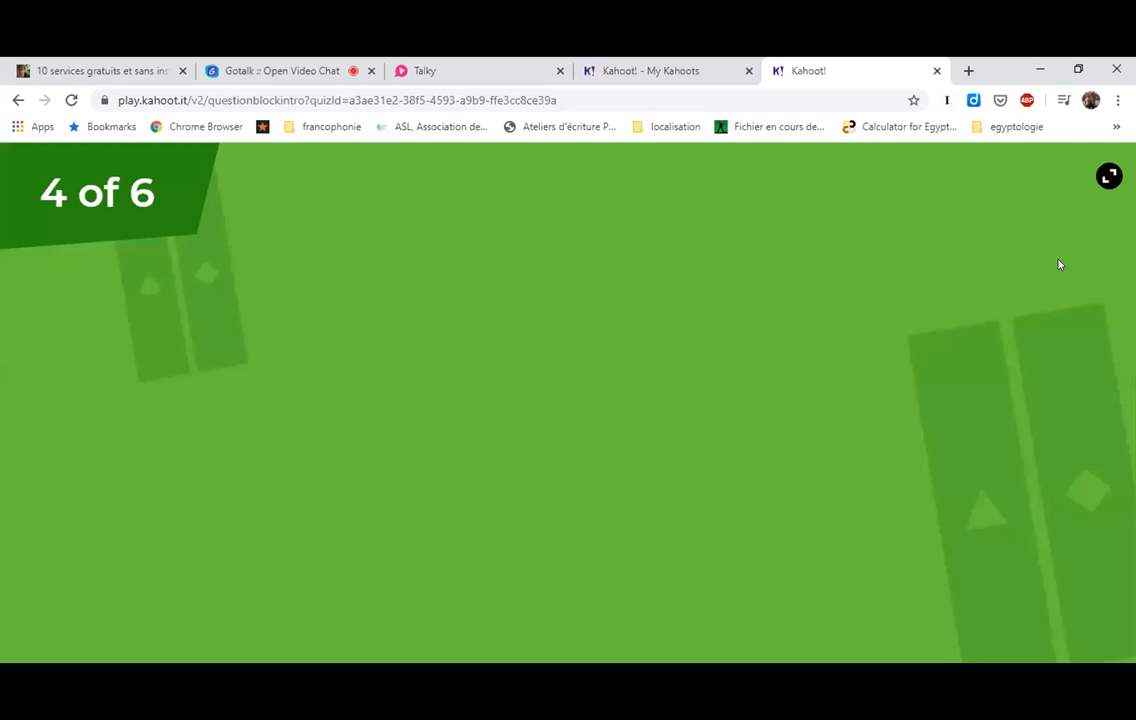 10 services gratuits et sans ins
Gotalk :: Open Video Chat
Talky
Kahoot! - My Kahoots
Kahoot!
play.kahoot.it/v2/questionblockintro?quizId=a3ae31e2-38f5-4593-a9b9-ffe3cc8ce39a
Apps
Bookmarks
Chrome Browser
francophonie
ASL, Association de...
Ateliers d'écriture P...
localisation
Fichier en cours de...
Calculator for Egypt...
egyptologie
4 of 6